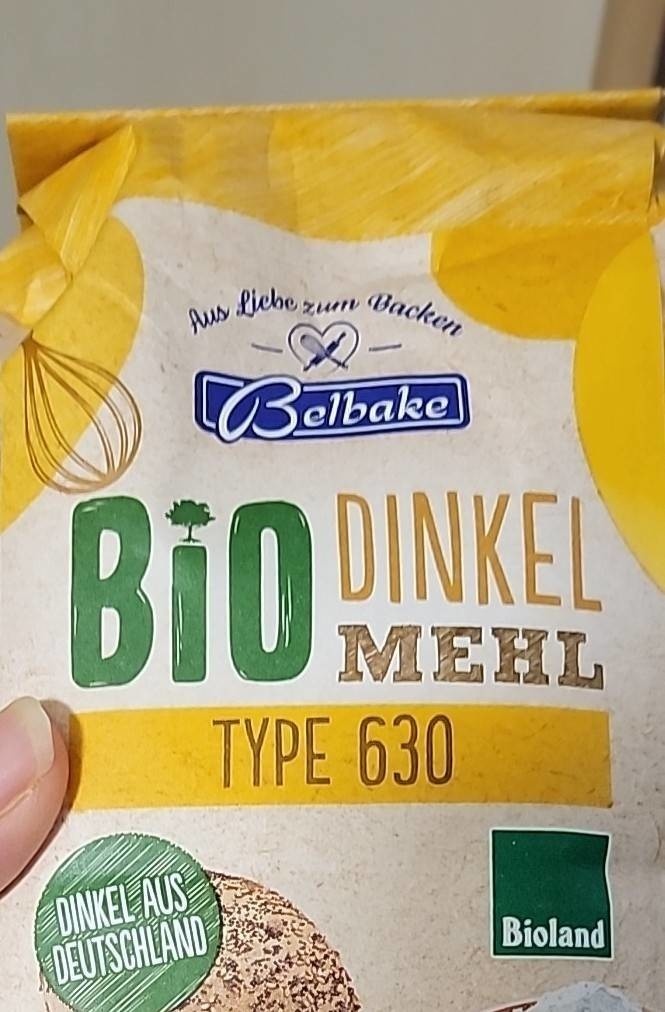 Aus Liebe zum Backen
Belbake
BiO DINKEL
MEHL
TYPE 630
DINKEL AUS
DEUTSCHLAND
Bioland